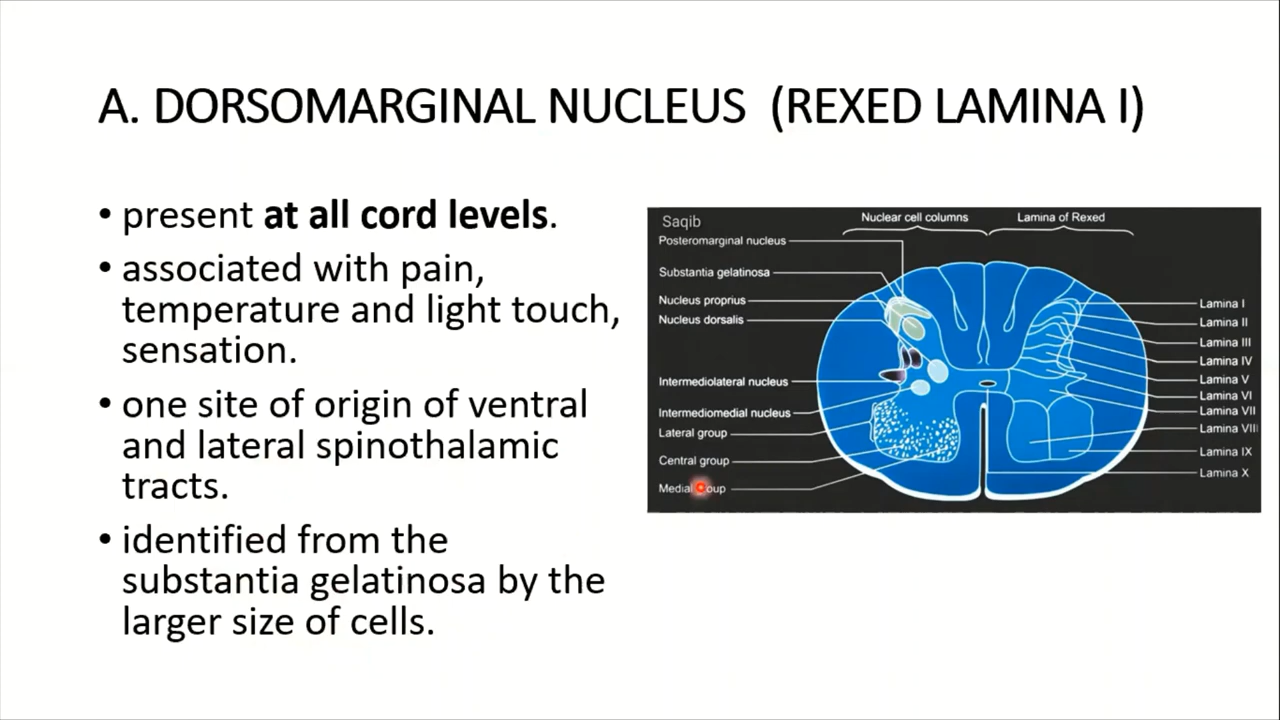 A. DORSOMARGINAL NUCLEUS (REXED LAMINA I)
• present at all cord levels.
• associated with pain,
temperature and light touch,
sensation.
• one site of origin of ventral
and lateral spinothalamic
tracts.
• identified from the
substantia gelatinosa by the
larger size of cells.
Saqib
Nuclear cell columns
Lamina of Rexed
Posteromarginal nucleus
Substantia gelatinosa
Nucleus proprius
Nucleus dorsalis
Intermediolateral nucleus
Intermediomedial nucleus
Lateral group
Central group
Medial
Lamina I
Lamina II
Lamina III
Lamina IV
Lamina V
Lamina VI
Lamina VII
Lamina VIII
Lamina IX
Lamina X